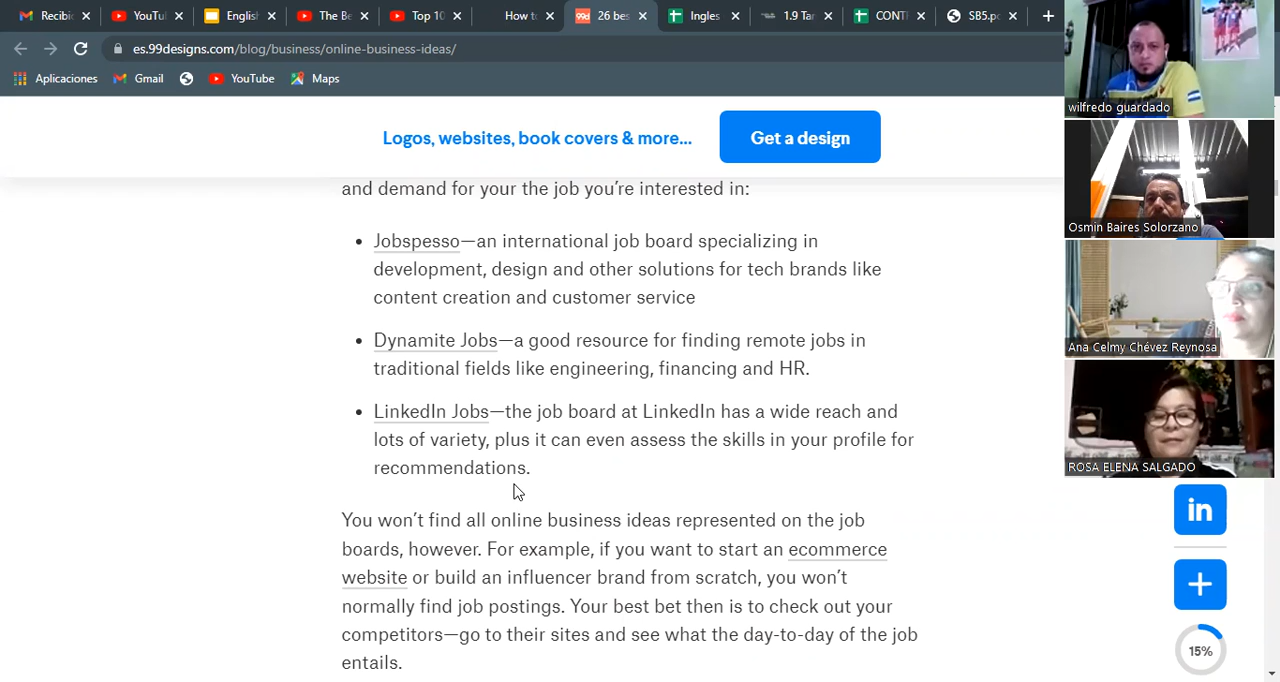 Recibic
YouTu
English
The Be
Top 10
How to
26 bes
Ingles
1.9 Tar
CONTI
SB5.pc
es.99designs.com/blog/business/online-business-ideas/
Aplicaciones
Gmail
YouTube
Maps
Logos, websites, book covers & more...
Get a design
and demand for your the job you're interested in:
Jobspesso—an international job board specializing in
development, design and other solutions for tech brands like
content creation and customer service
Dynamite Jobs—a good resource for finding remote jobs in
traditional fields like engineering, financing and HR.
LinkedIn Jobs—the job board at LinkedIn has a wide reach and
lots of variety, plus it can even assess the skills in your profile for
recommendations.
You won't find all online business ideas represented on the job
boards, however. For example, if you want to start an ecommerce
website or build an influencer brand from scratch, you won't
normally find job postings. Your best bet then is to check out your
competitors—go to their sites and see what the day-to-day of the job
entails.
wilfredo guardado
Osmin Baires Solorzano
Ana Celmy Chévez Reynosa
ROSA ELENA SALGADO
in
15%